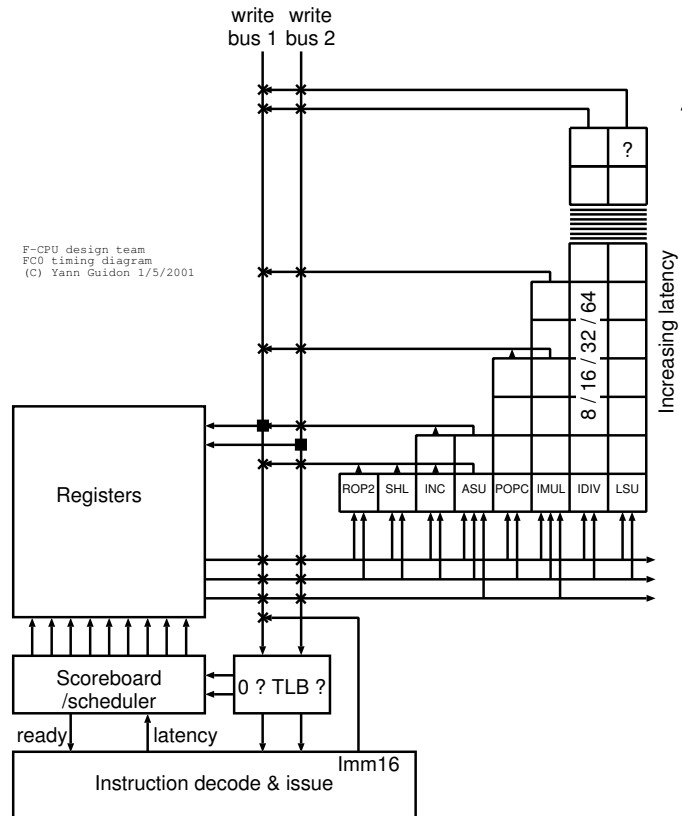 write write
bus 1 bus 2
?
F-CPU design team
FC0 timing diagram
(C) Yann Guidon 1/5/2001
Increasing latency
8 / 16 / 32 / 64
Registers
ROP2 SHL INC ASU POPC IMUL IDIV LSU
Scoreboard
/scheduler
0 ? TLB ?
ready latency
Imm16
Instruction decode & issue